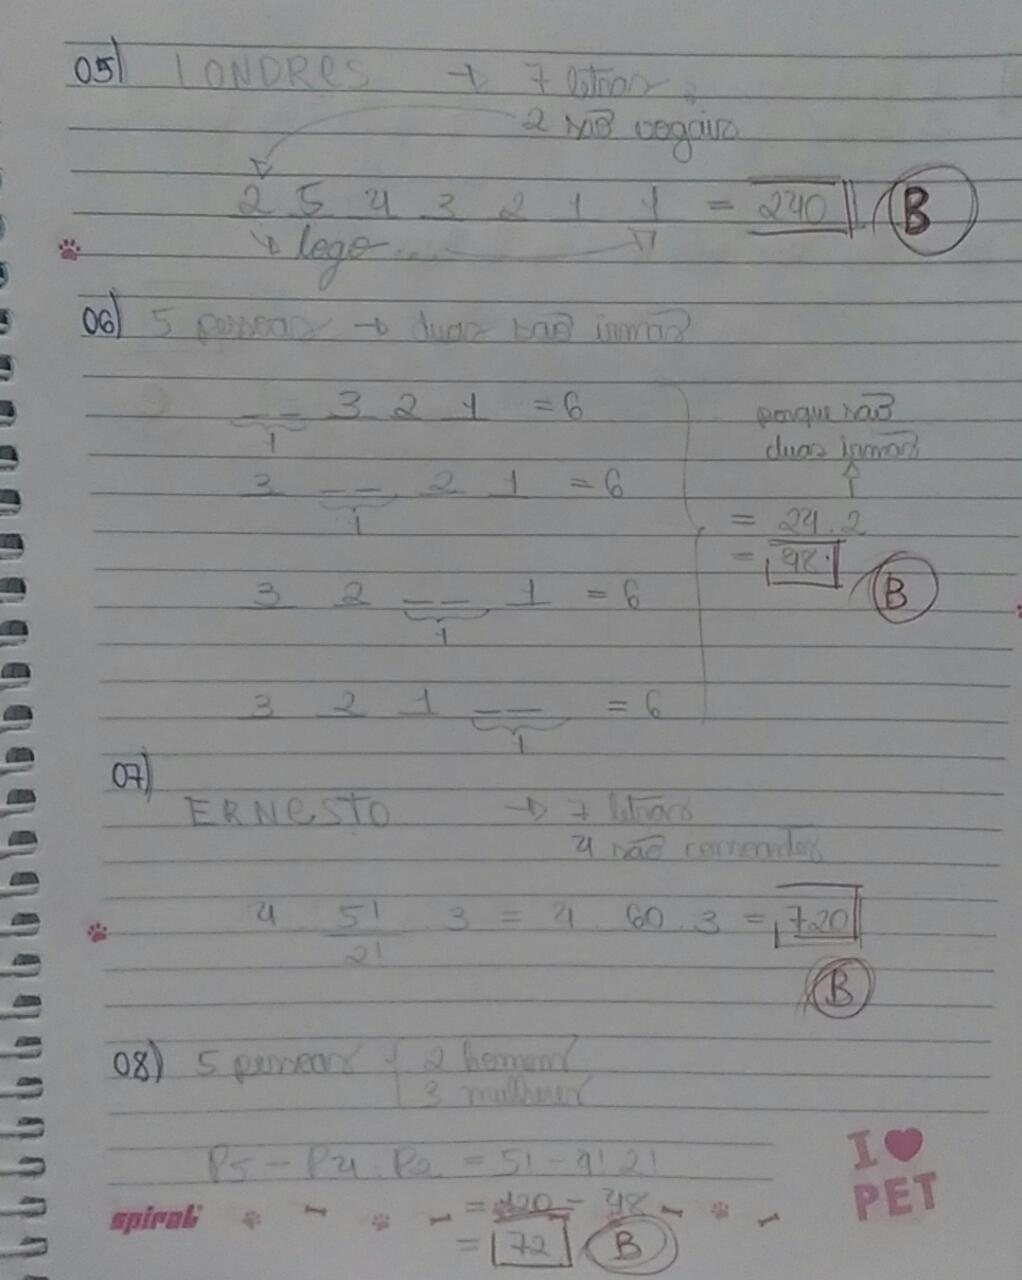 05) LONDRES → 7 letras
2 são vogais
2 5 4 3 2 1 1 = 240 B
logo...
06) 5 pessoas → duas são irmãs
_ _ 3 2 1 = 6
1
porque são
duas irmãs
3 _ _ 2 1 = 6
1
= 24.2
= 48. B
3 2 _ _ 1 = 6
1
3 2 1 _ _ = 6
1
07)
ERNESTO → 7 letras
4 são consoantes
4 5!/2! . 3 = 4 . 60 . 3 = 720
B
08) 5 pessoas { 2 homens
3 mulheres
P5 - P4 . P2 = 5! - 4! 2!
= 120 - 48
= 72 B
I ♥
PET
spiral